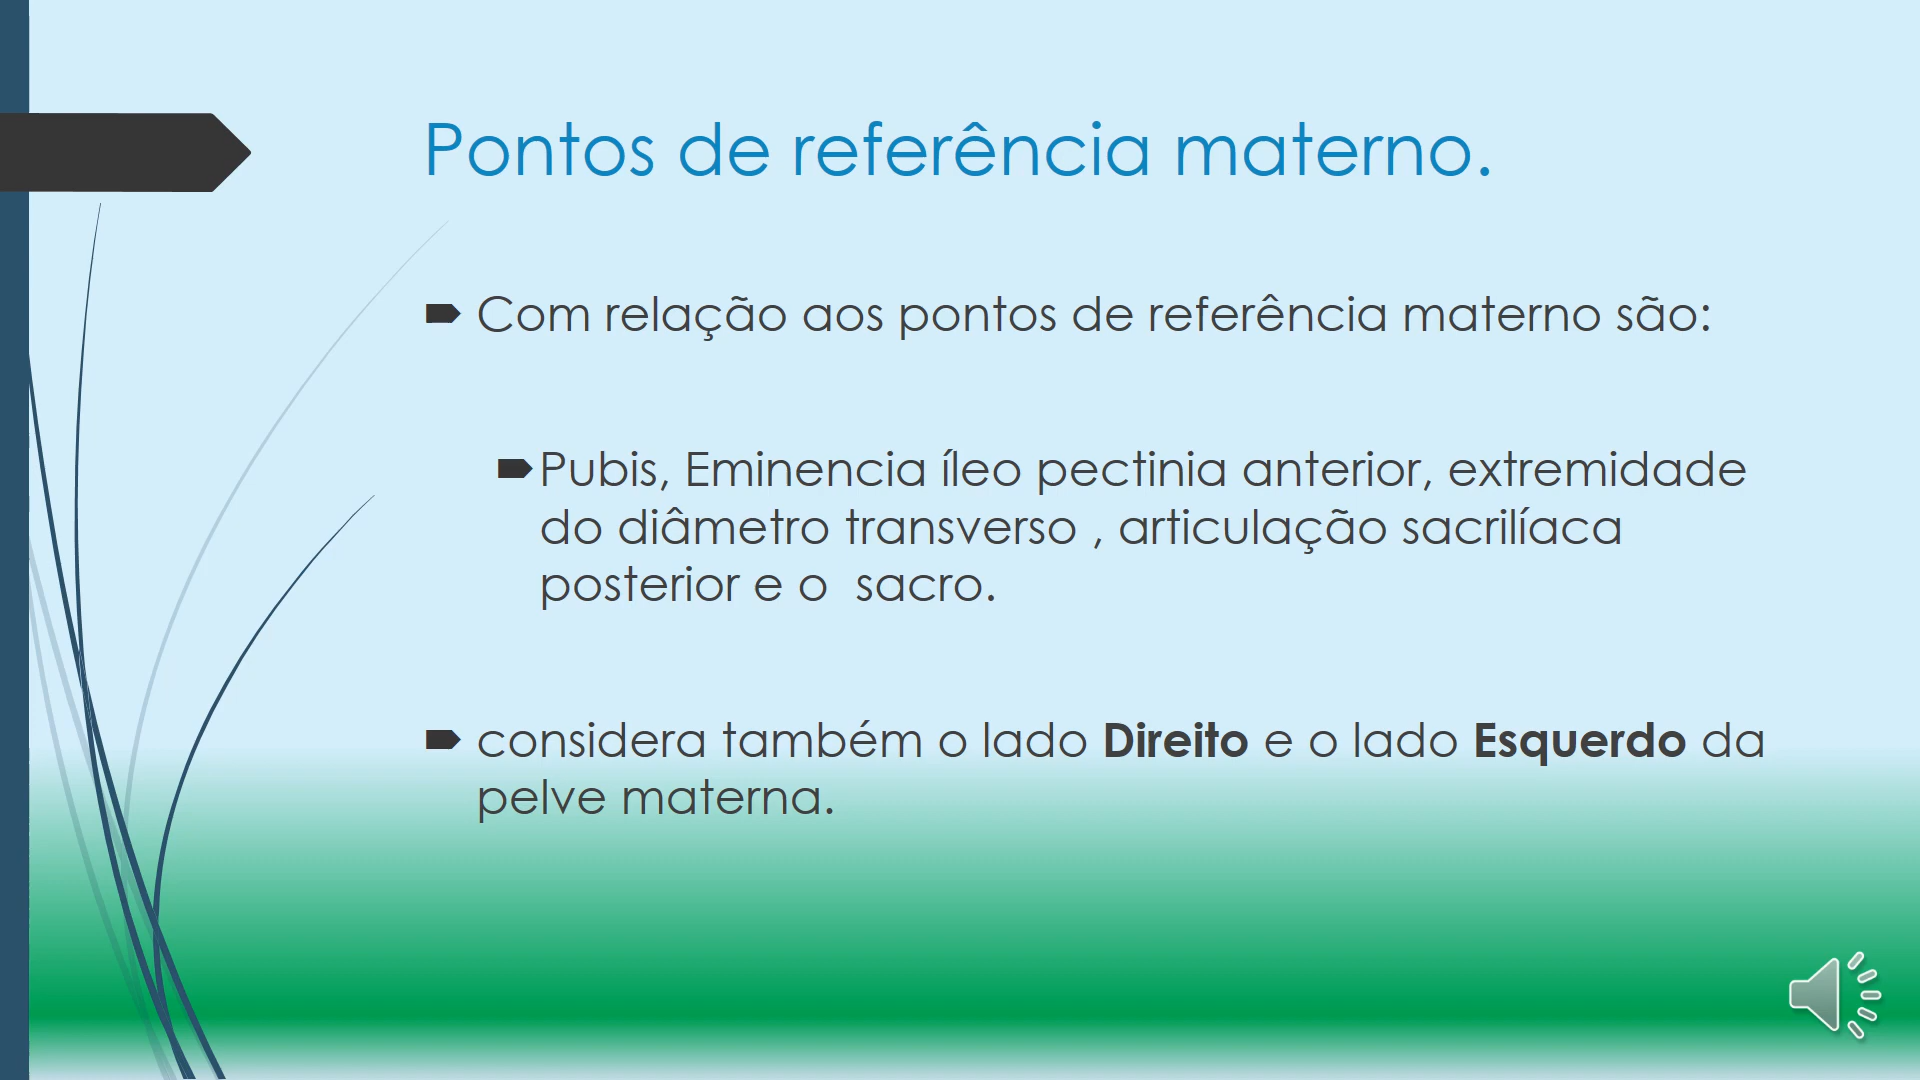 Pontos de referência materno.
Com relação aos pontos de referência materno são:
Pubis, Eminencia íleo pectinia anterior, extremidade
do diâmetro transverso , articulação sacrilíaca
posterior e o  sacro.
considera também o lado Direito e o lado Esquerdo da
pelve materna.